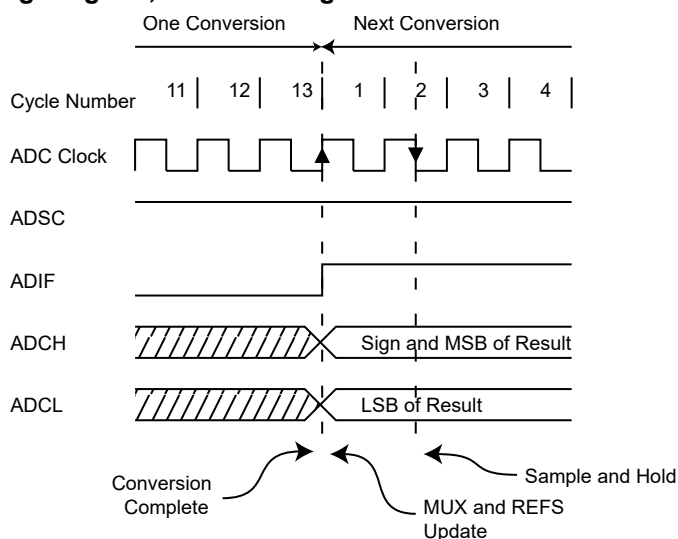 One Conversion
Next Conversion
Cycle Number
11
12
13
1
2
3
4
ADC Clock
ADSC
ADIF
ADCH
Sign and MSB of Result
ADCL
LSB of Result
Conversion
Complete
MUX and REFS
Update
Sample and Hold